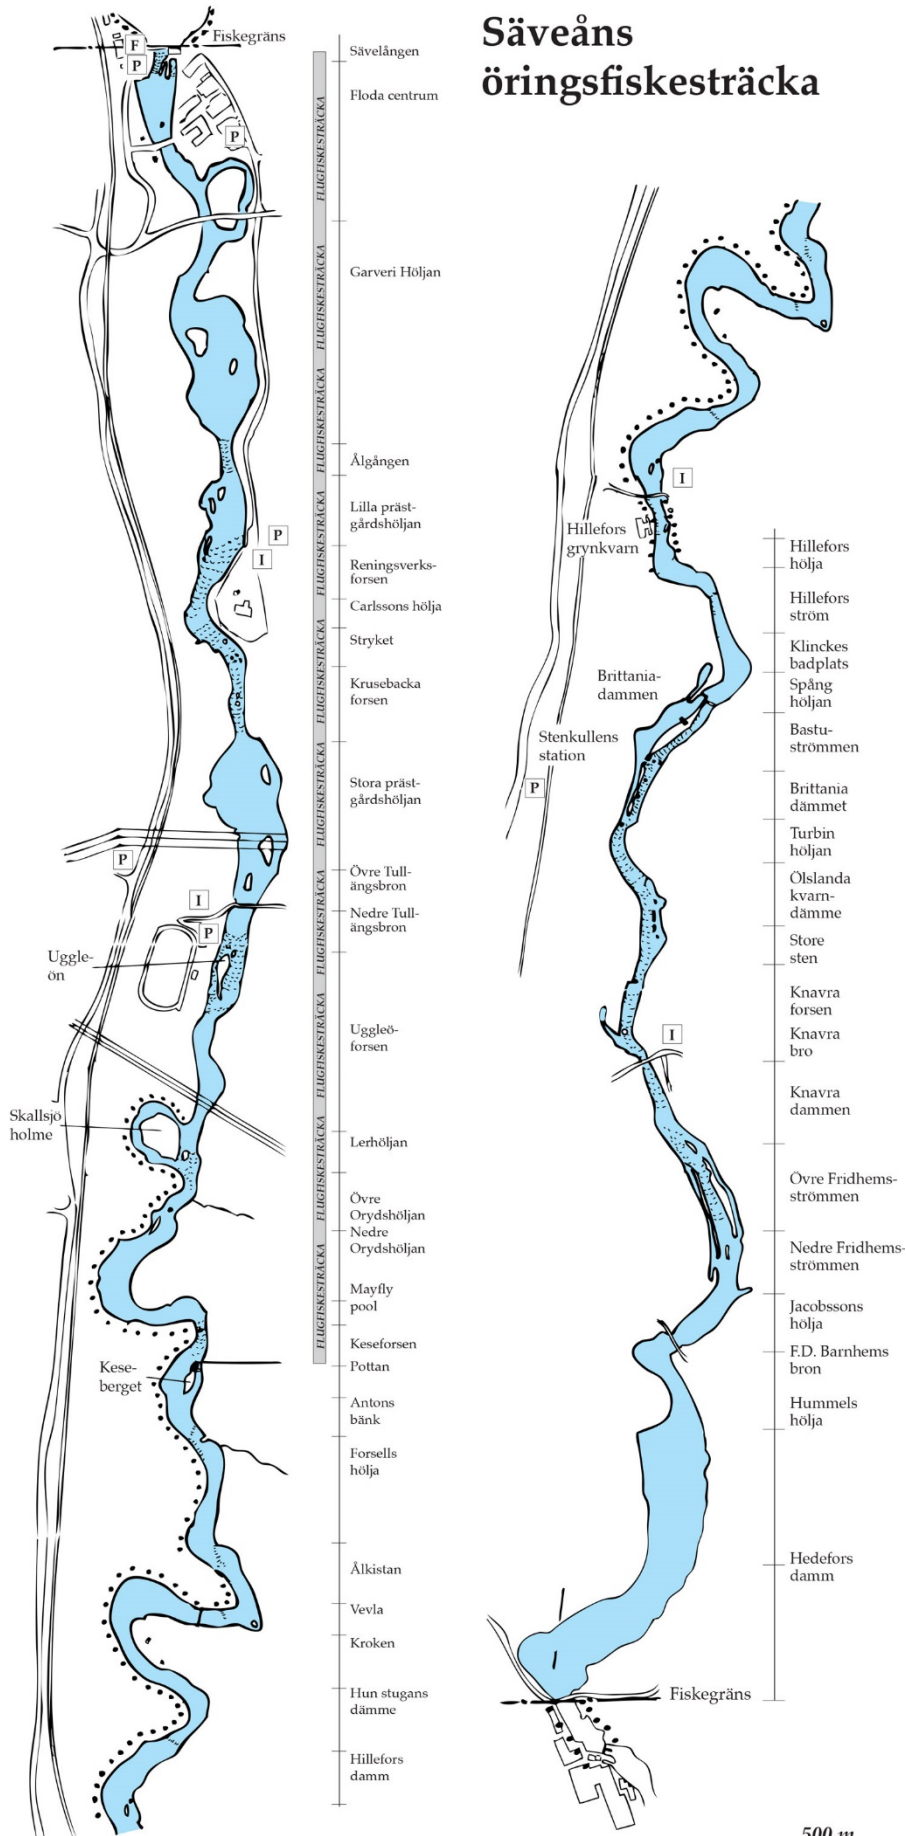 Säveåns
öringsfiskesträcka
Fiskegräns
F
P
P
Sävelången
Floda centrum
Garveri Höljan
Ålgången
Lilla präst-
gårdshöljan
P
I
Reningsverks-
forsen
Carlssons hölja
Stryket
Krusebacka
forsen
Stora präst-
gårdshöljan
P
Övre Tull-
ängsbron
I
Nedre Tull-
ängsbron
P
Uggle-
ön
Uggleö-
forsen
Skallsjö
holme
Lerhöljan
Övre
Orydshöljan
Nedre
Orydshöljan
Mayfly
pool
Keseforsen
Pottan
Kese-
berget
Antons
bänk
Forsells
hölja
Ålkistan
Vevla
Kroken
Hun stugans
dämme
Hillefors
damm
FLUGFISKESTRÄCKA
FLUGFISKESTRÄCKA
FLUGFISKESTRÄCKA
FLUGFISKESTRÄCKA
FLUGFISKESTRÄCKA
FLUGFISKESTRÄCKA
FLUGFISKESTRÄCKA
FLUGFISKESTRÄCKA
FLUGFISKESTRÄCKA
FLUGFISKESTRÄCKA
I
Hillefors
grynkvarn
Hillefors
hölja
Hillefors
ström
Klinckes
badplats
Spång
höljan
Brittania-
dammen
Stenkullens
station
P
Bastu-
strömmen
Brittania
dämmet
Turbin
höljan
Ölslanda
kvarn-
dämme
Store
sten
Knavra
forsen
Knavra
bro
I
Knavra
dammen
Övre Fridhems-
strömmen
Nedre Fridhems-
strömmen
Jacobssons
hölja
F.D. Barnhems
bron
Hummels
hölja
Hedefors
damm
Fiskegräns
500 m